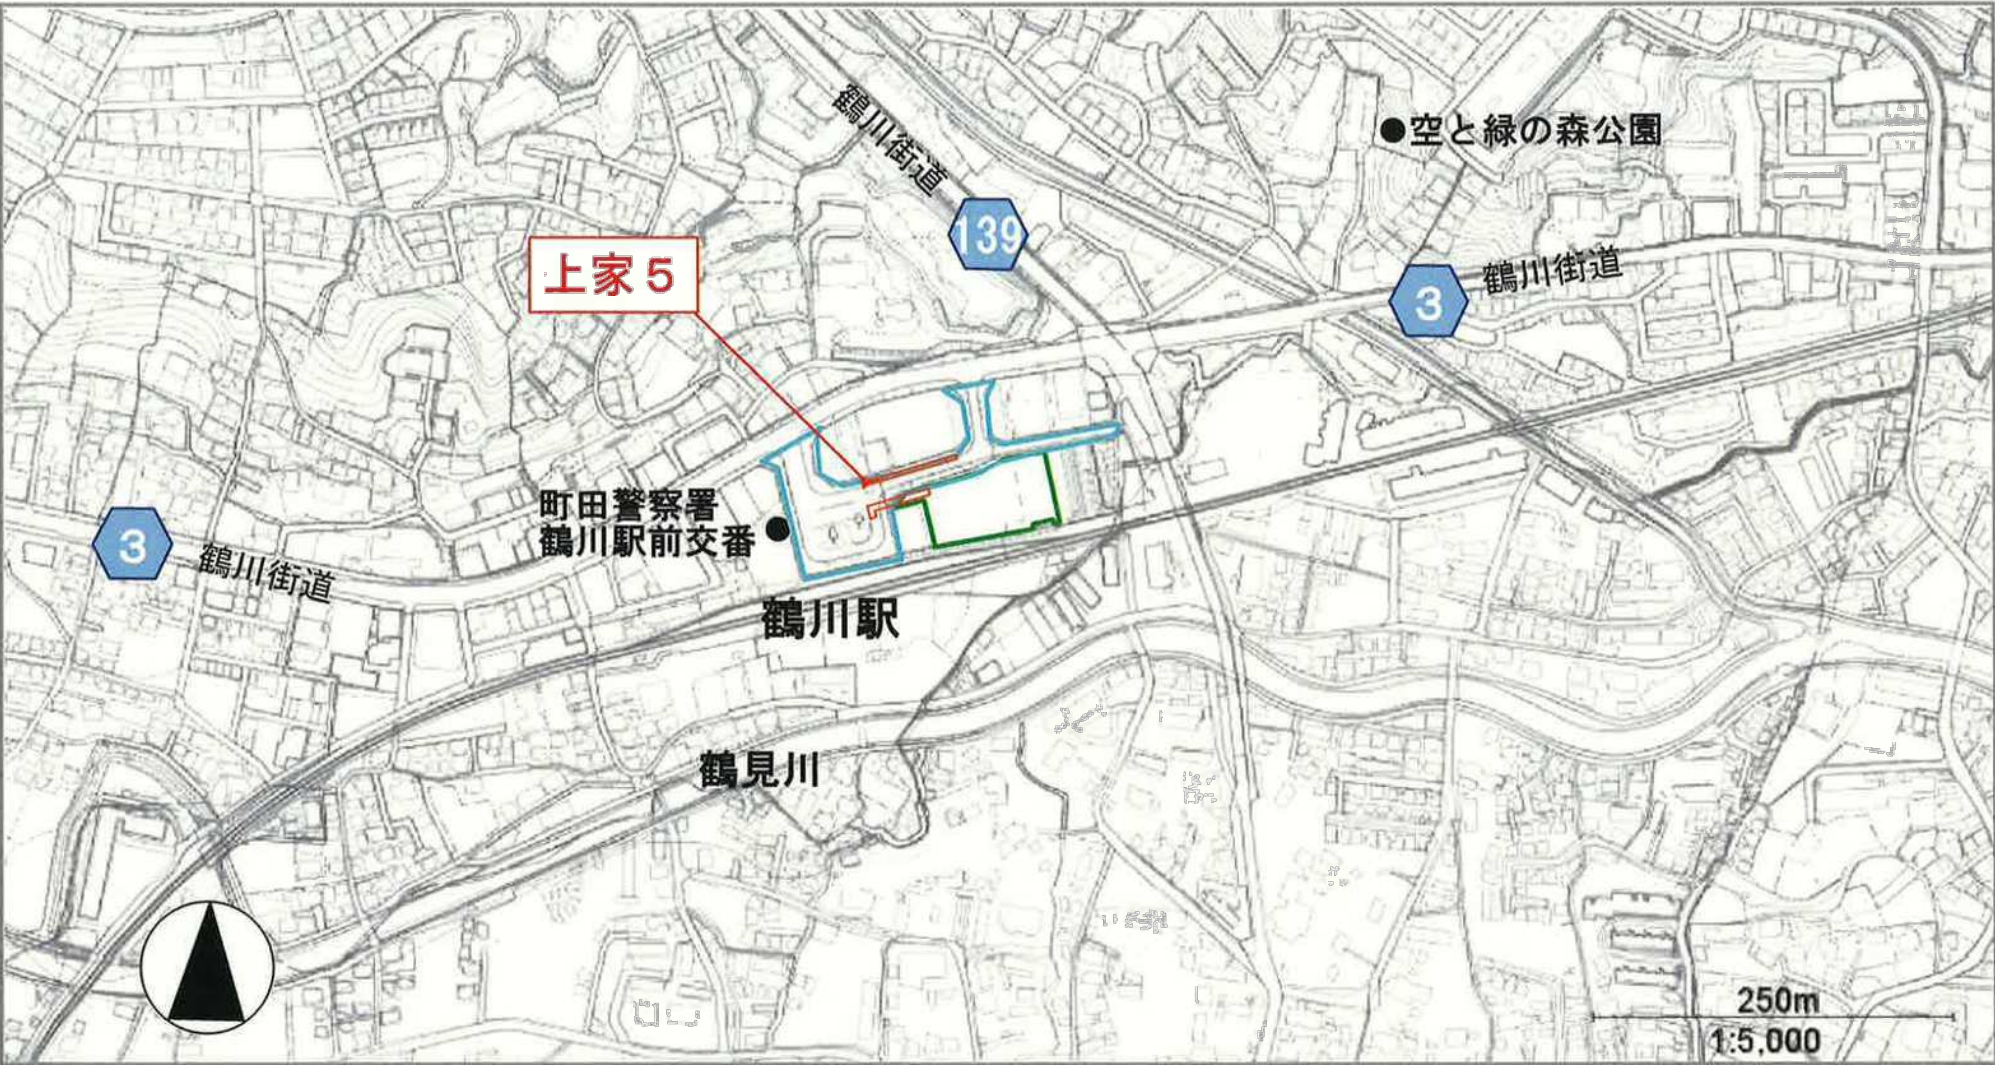 鶴川街道
●空と緑の森公園
139
上家５
3
鶴川街道
町田警察署
鶴川駅前交番
3
鶴川街道
鶴川駅
鶴見川
250m
1:5,000